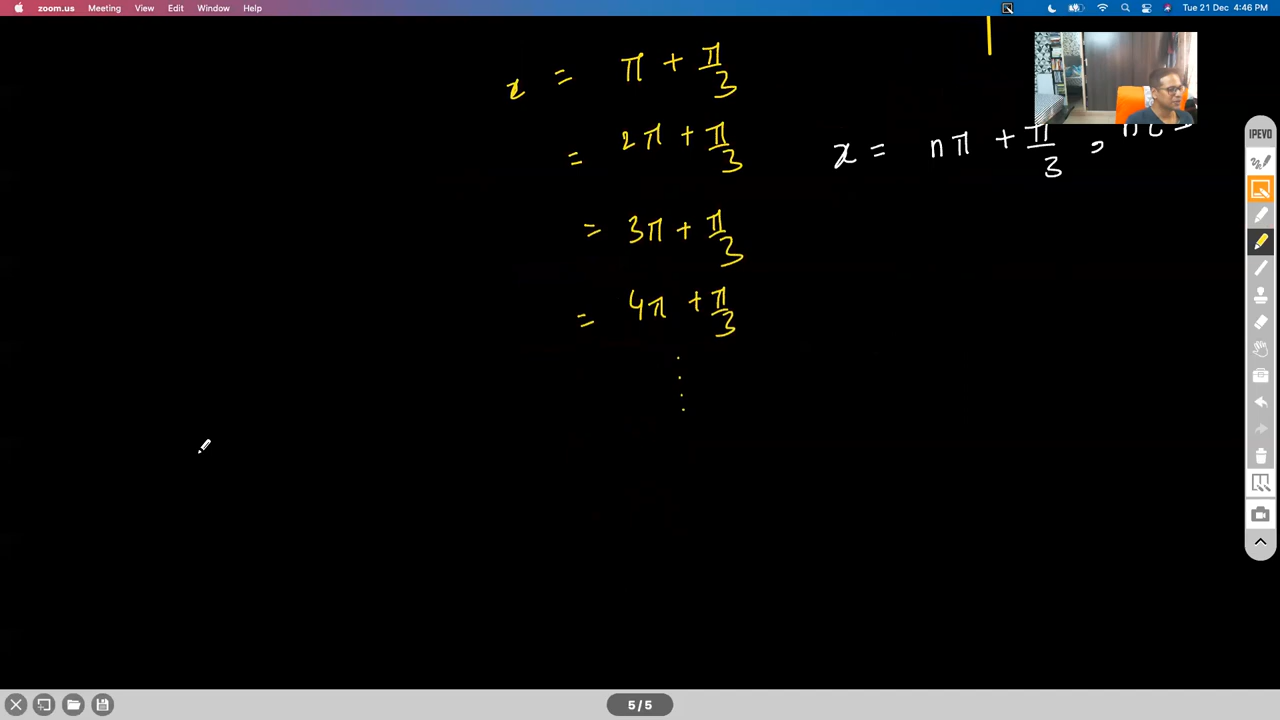 zoom.us Meeting View Edit Window Help Tue 21 Dec 4:46 PM
x = π + π/3
= 2π + π/3
x = nπ + π/3 ,
= 3π + π/3
= 4π + π/3
IPEVO
5/5